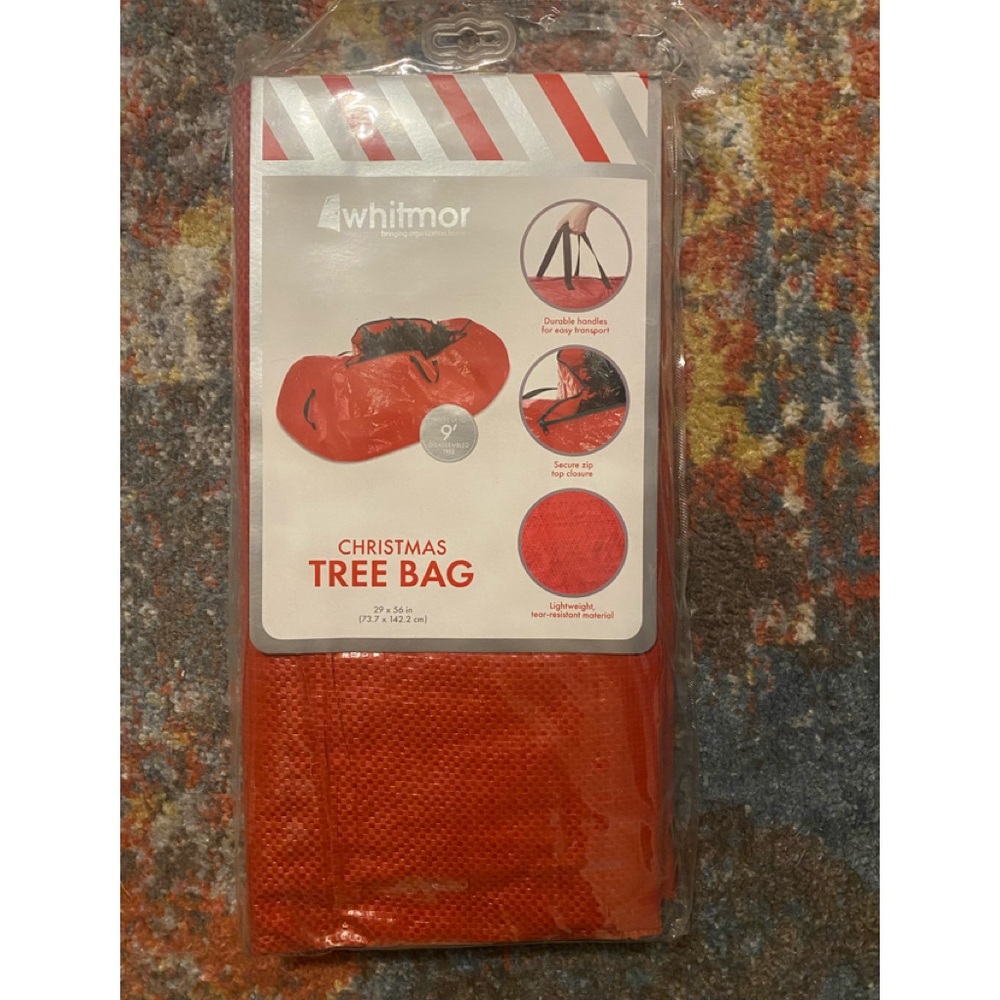 whitmor
bringing organization home
Durable handles
for easy transport
9'
DISASSEMBLED
TREE
Secure zip
top closure
CHRISTMAS
TREE BAG
29 x 56 in
(73.7 x 142.2 cm)
Lightweight,
tear-resistant material